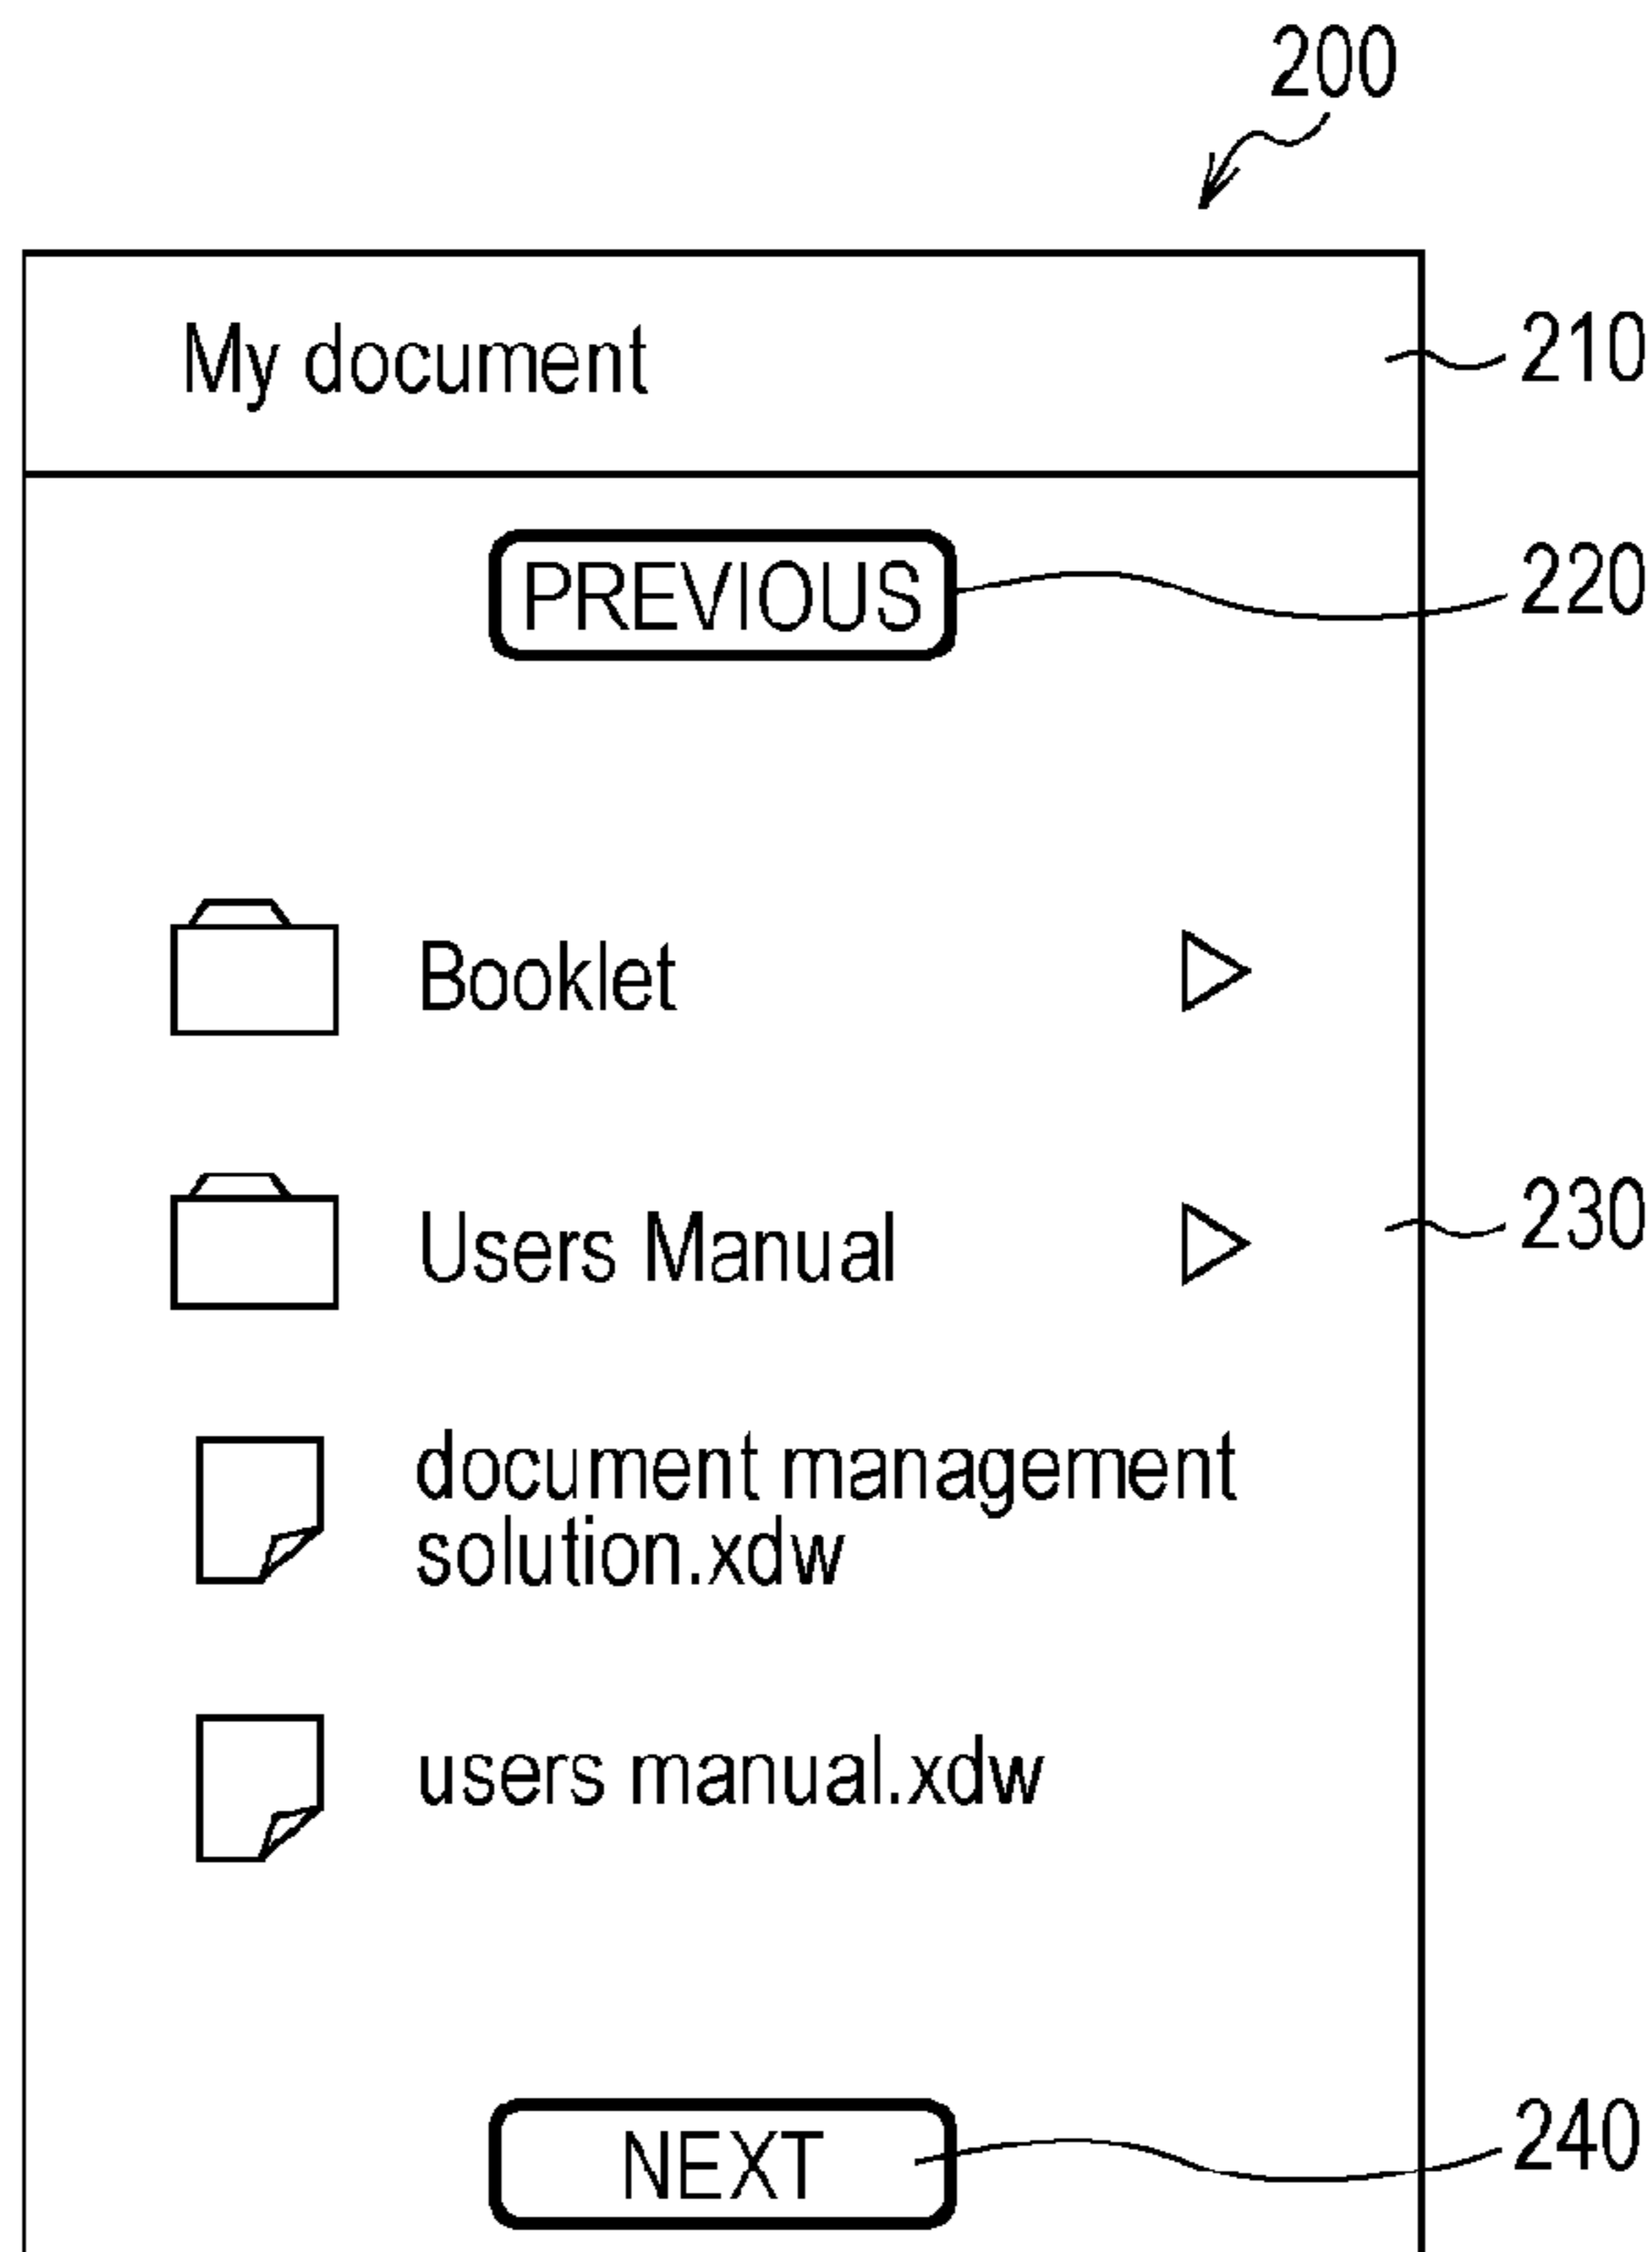 200
My document
210
PREVIOUS
220
Booklet
Users Manual
230
document management
solution.xdw
users manual.xdw
NEXT
240